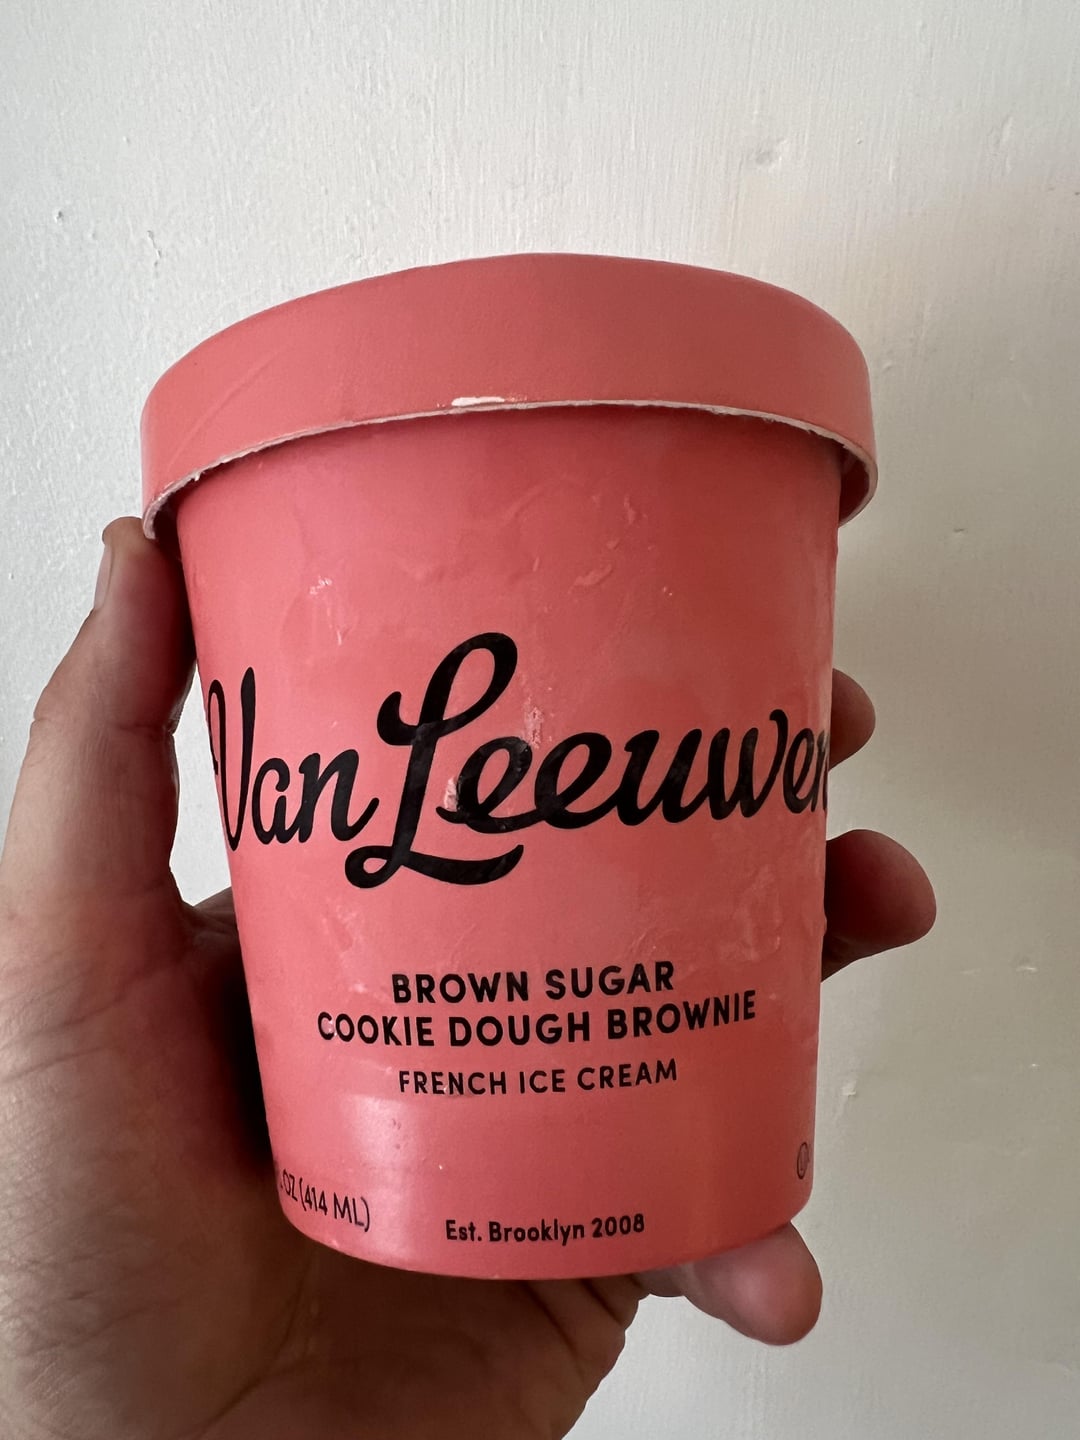 Van Leeuwen
BROWN SUGAR
COOKIE DOUGH BROWNIE
FRENCH ICE CREAM
OZ (414 ML)
Est. Brooklyn 2008